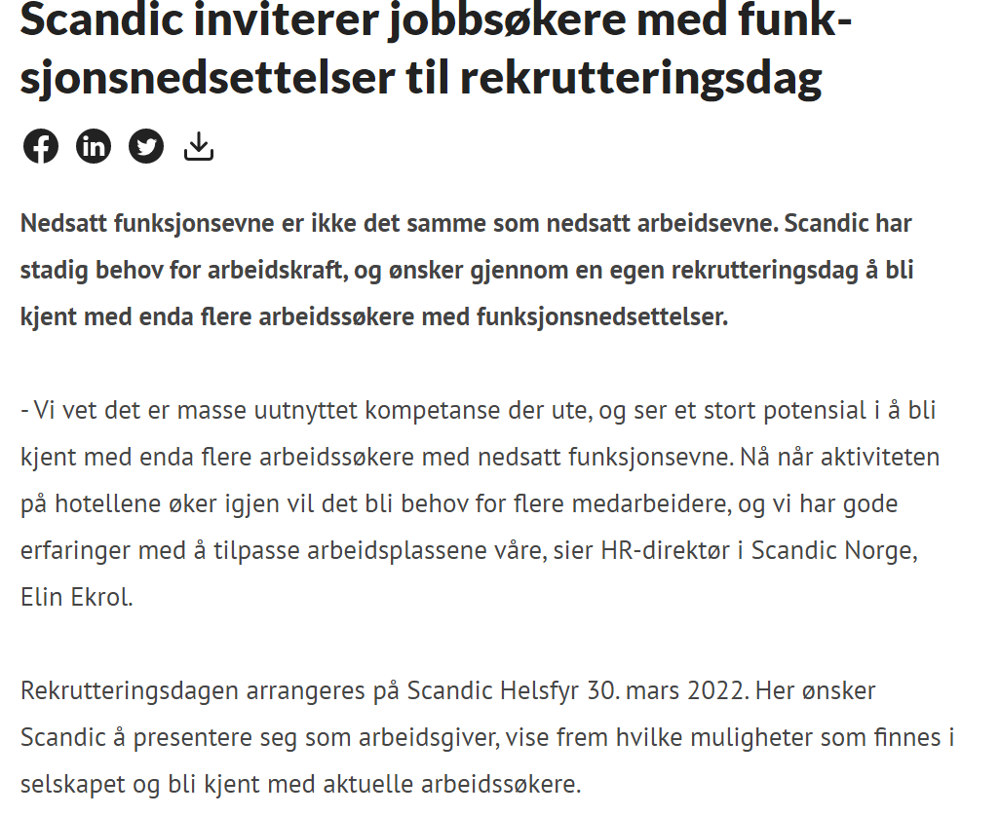 Scandic inviterer jobbsøkere med funk-
sjonsnedsettelser til rekrutteringsdag
Nedsatt funksjonsevne er ikke det samme som nedsatt arbeidsevne. Scandic har
stadig behov for arbeidskraft, og ønsker gjennom en egen rekrutteringsdag å bli
kjent med enda flere arbeidssøkere med funksjonsnedsettelser.
- Vi vet det er masse uutnyttet kompetanse der ute, og ser et stort potensial i å bli
kjent med enda flere arbeidssøkere med nedsatt funksjonsevne. Nå når aktiviteten
på hotellene øker igjen vil det bli behov for flere medarbeidere, og vi har gode
erfaringer med å tilpasse arbeidsplassene våre, sier HR-direktør i Scandic Norge,
Elin Ekrol.
Rekrutteringsdagen arrangeres på Scandic Helsfyr 30. mars 2022. Her ønsker
Scandic å presentere seg som arbeidsgiver, vise frem hvilke muligheter som finnes i
selskapet og bli kjent med aktuelle arbeidssøkere.